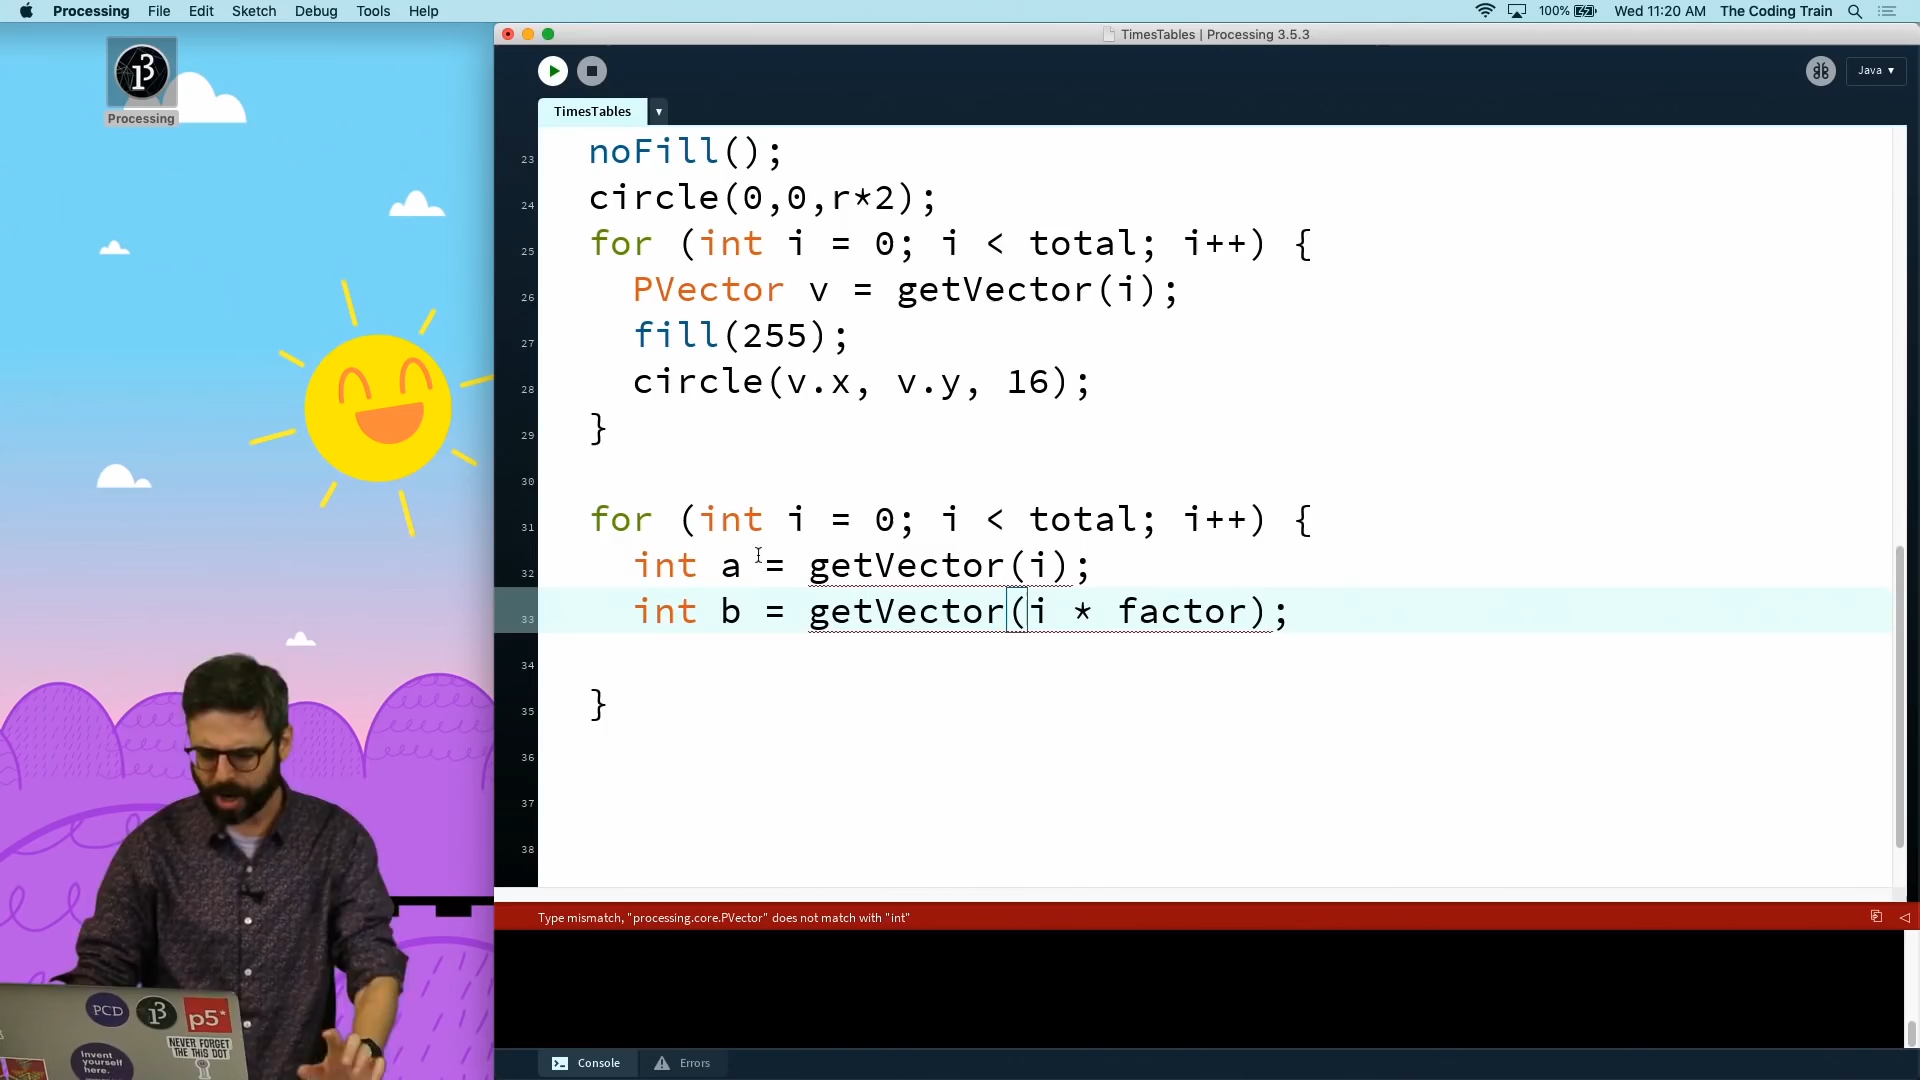 Processing File Edit Sketch Debug Tools Help 100% Wed 11:20 AM The Coding Train
Processing
TimesTables | Processing 3.5.3
Java ▾
TimesTables ▾
23 noFill();
24 circle(0,0,r*2);
25 for (int i = 0; i < total; i++) {
26 PVector v = getVector(i);
27 fill(255);
28 circle(v.x, v.y, 16);
29 }
30
31 for (int i = 0; i < total; i++) {
32 int a = getVector(i);
33 int b = getVector(i * factor);
34
35 }
36
37
38
Type mismatch, "processing.core.PVector" does not match with "int"
Console Errors
PCD
p5*
NEVER FORGET
THE THIS DOT
Invent
yourself
here.